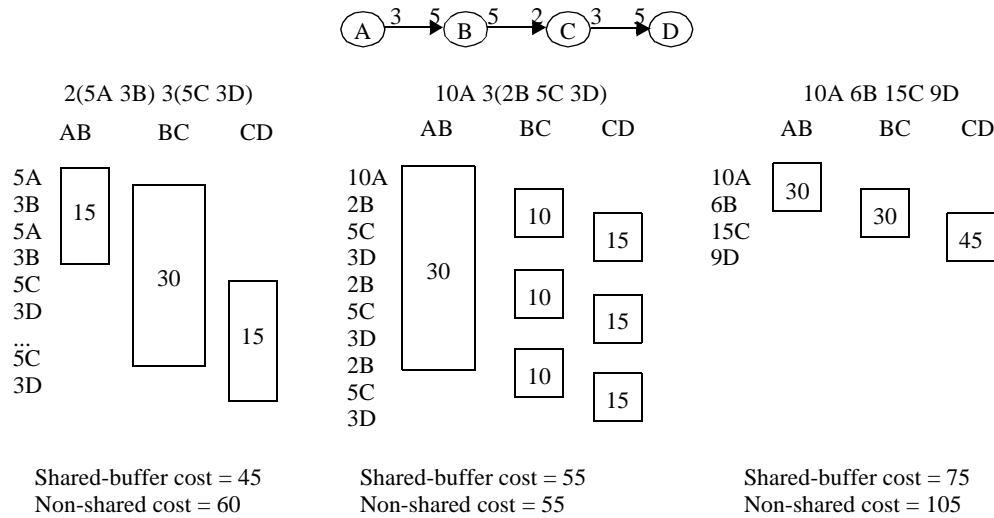 3 5 5 2 3 5
A B C D
2(5A 3B) 3(5C 3D)
AB BC CD
5A
3B
5A
3B
5C
3D
...
5C
3D
15
30
15
Shared-buffer cost = 45
Non-shared cost = 60
10A 3(2B 5C 3D)
AB BC CD
10A
2B
5C
3D
2B
5C
3D
2B
5C
3D
30
10
15
10
15
10
15
Shared-buffer cost = 55
Non-shared cost = 55
10A 6B 15C 9D
AB BC CD
10A
6B
15C
9D
30
30
45
Shared-buffer cost = 75
Non-shared cost = 105